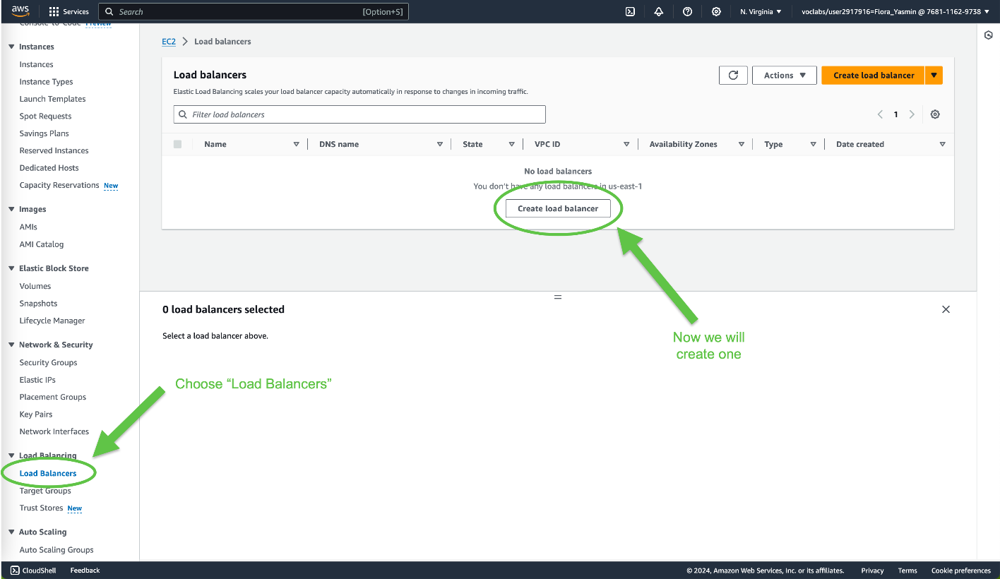 aws
Services
Search
[Option+S]
N. Virginia
voclabs/user2917916=Flora_Yasmin @ 7681-1162-9738
Console-to-Code Preview
Instances
Instances
Instance Types
Launch Templates
Spot Requests
Savings Plans
Reserved Instances
Dedicated Hosts
Capacity Reservations New
Images
AMIs
AMI Catalog
Elastic Block Store
Volumes
Snapshots
Lifecycle Manager
Network & Security
Security Groups
Elastic IPs
Placement Groups
Key Pairs
Network Interfaces
Load Balancing
Load Balancers
Target Groups
Trust Stores New
Auto Scaling
Auto Scaling Groups
EC2 Load balancers
Load balancers
Actions
Create load balancer
Elastic Load Balancing scales your load balancer capacity automatically in response to changes in incoming traffic.
Filter load balancers
1
Name DNS name State VPC ID Availability Zones Type Date created
No load balancers
You don't have any load balancers in us-east-1
Create load balancer
0 load balancers selected
Select a load balancer above.
Now we will
create one
Choose “Load Balancers”
CloudShell
Feedback
© 2024, Amazon Web Services, Inc. or its affiliates.
Privacy
Terms
Cookie preferences